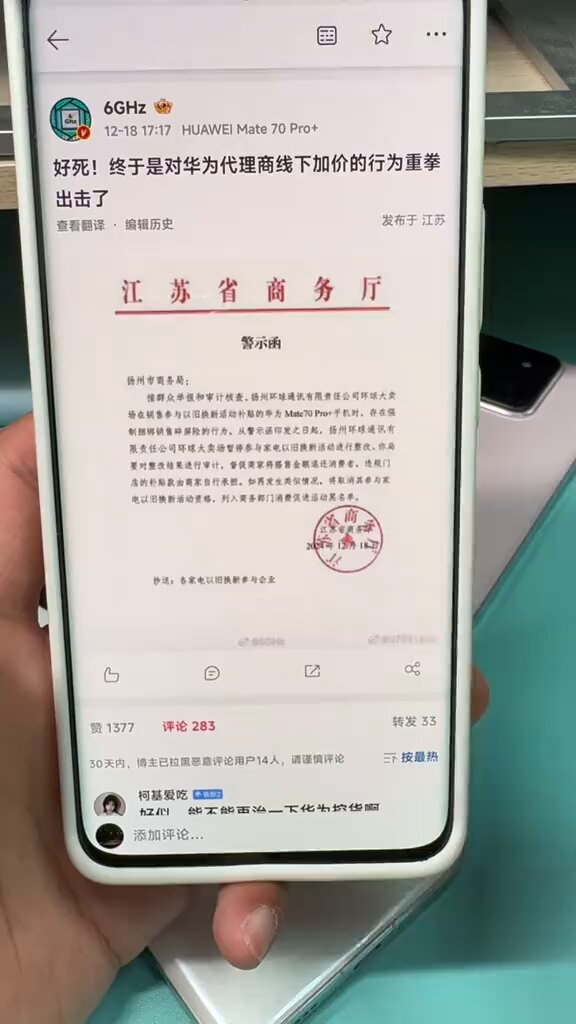 6GHz
12-18 17:17 HUAWEI Mate 70 Pro+
好死！终于是对华为代理商线下加价的行为重拳
出击了
查看翻译 · 编辑历史
发布于 江苏
江苏省商务厅
警示函
扬州市商务局：
接群众举报和审计核查，扬州环球通讯有限责任公司环球大卖
场在销售参与以旧换新活动补贴的华为 Mate70 Pro+手机时，存在强
制捆绑销售碎屏险的行为。从警示函印发之日起，扬州环球通讯有
限责任公司环球大卖场暂停参与家电以旧换新活动进行整改。你局
要对整改结果进行审计，督促商家将搭售金额退还消费者，违规门
店的补贴款由商家自行承担。如再发生类似情况，将取消其参与家
电以旧换新活动资格，列入商务部门消费促进活动黑名单。
江苏省商务
2024年12月18
抄送：各家电以旧换新参与企业
赞 1377
评论 283
转发 33
30天内，博主已拉黑恶意评论用户14人，请谨慎评论
按最热
柯基爱吃
好似，能不能再治一下华为控货啊
添加评论...